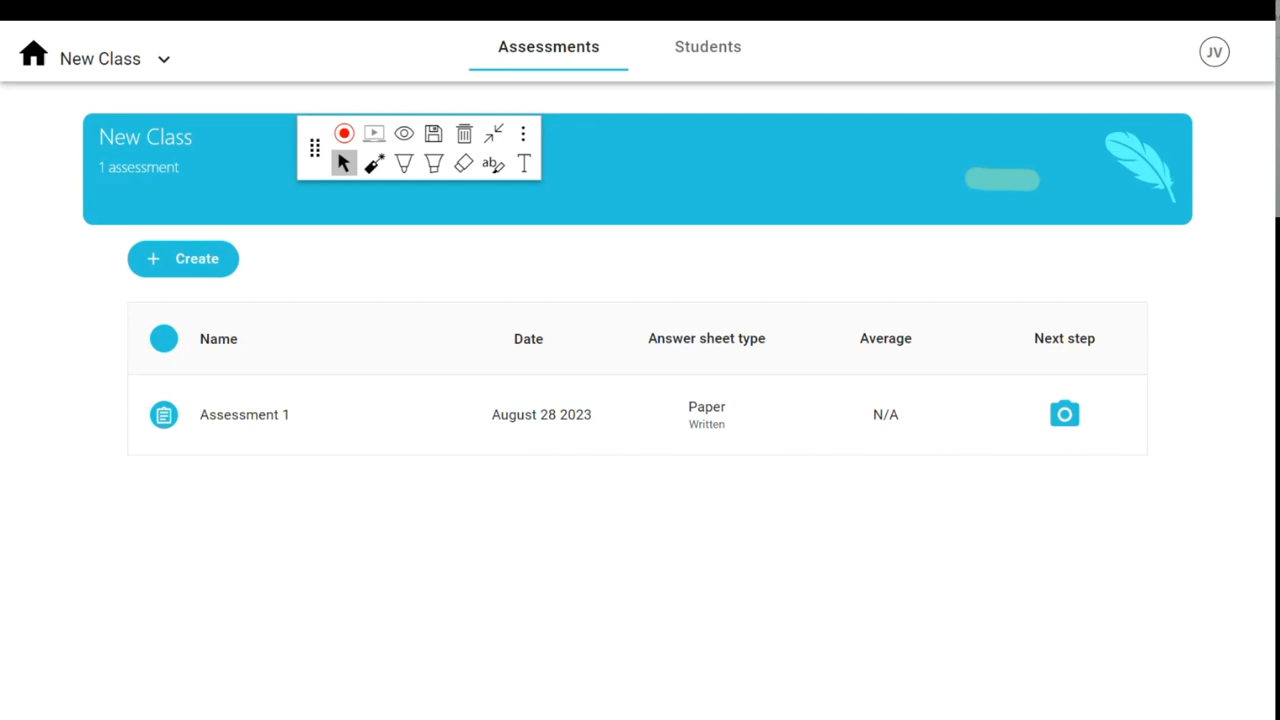 New Class
Assessments
Students
JV
New Class
1 assessment
ab
T
+ Create
Name
Date
Answer sheet type
Average
Next step
Assessment 1
August 28 2023
Paper
Written
N/A